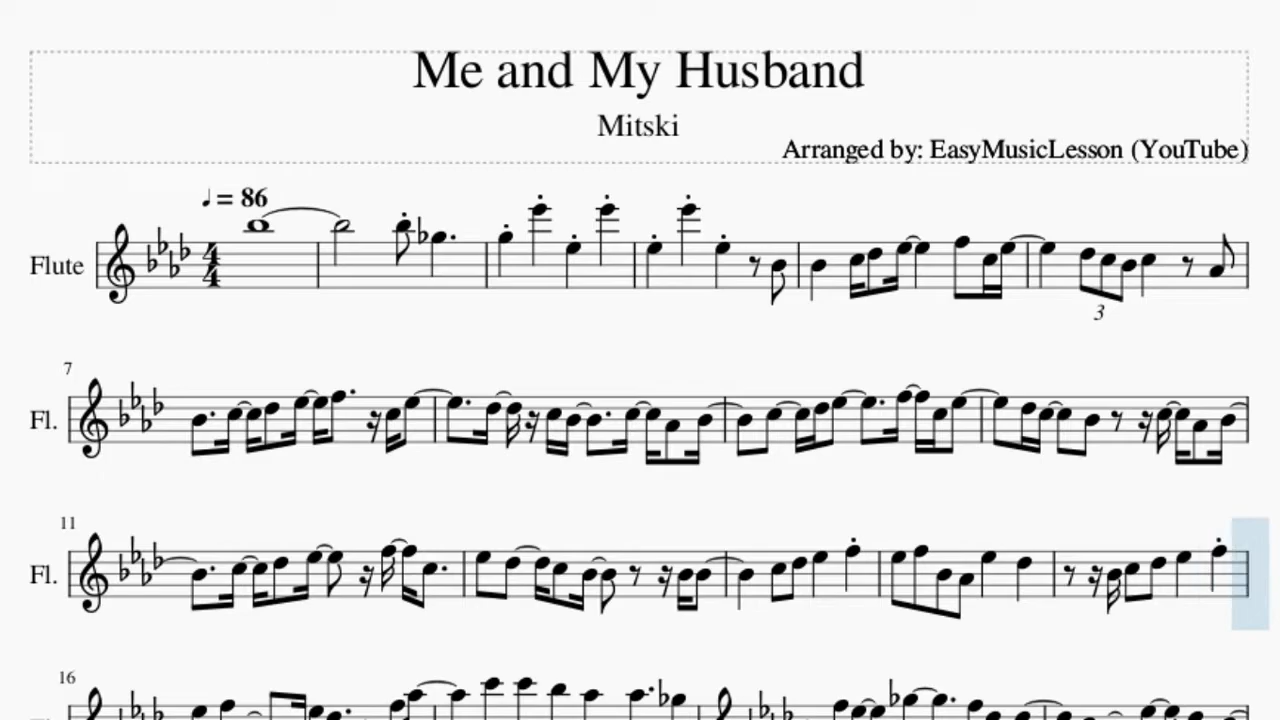 Me and My Husband
Mitski
Arranged by: EasyMusicLesson (YouTube)
♩ = 86
Flute
4
4
3
7
Fl.
11
Fl.
16